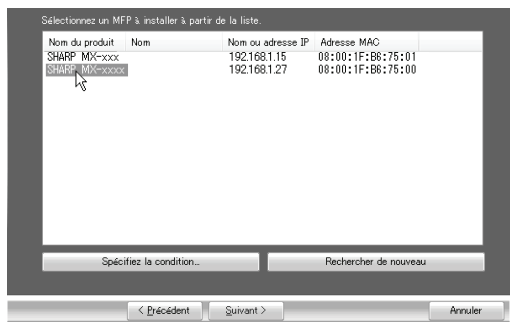 Sélectionnez un MFP à installer à partir de la liste.
Nom du produit Nom Nom ou adresse IP Adresse MAC
SHARP MX-xxx 192.168.1.15 08:00:1F:B6:75:01
SHARP MX-xxxx 192.168.1.27 08:00:1F:B6:75:00
Spécifiez la condition... Rechercher de nouveau
< Précédent Suivant > Annuler